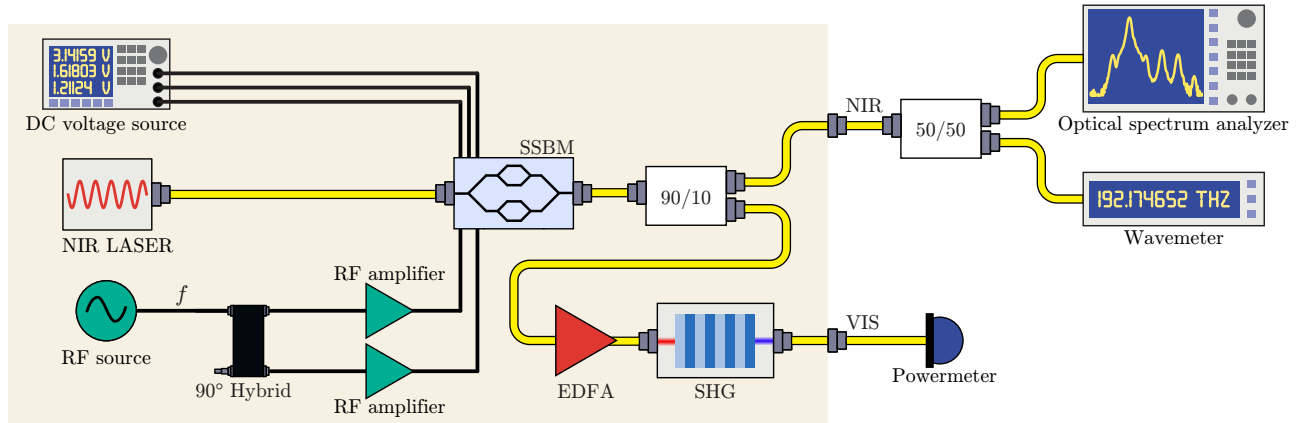 3.14159 V
1.61803 V
1.21124 V
DC voltage source
NIR LASER
f
RF source
90° Hybrid
RF amplifier
RF amplifier
SSBM
90/10
EDFA
SHG
NIR
50/50
VIS
Powermeter
Optical spectrum analyzer
192.174652 THZ
Wavemeter